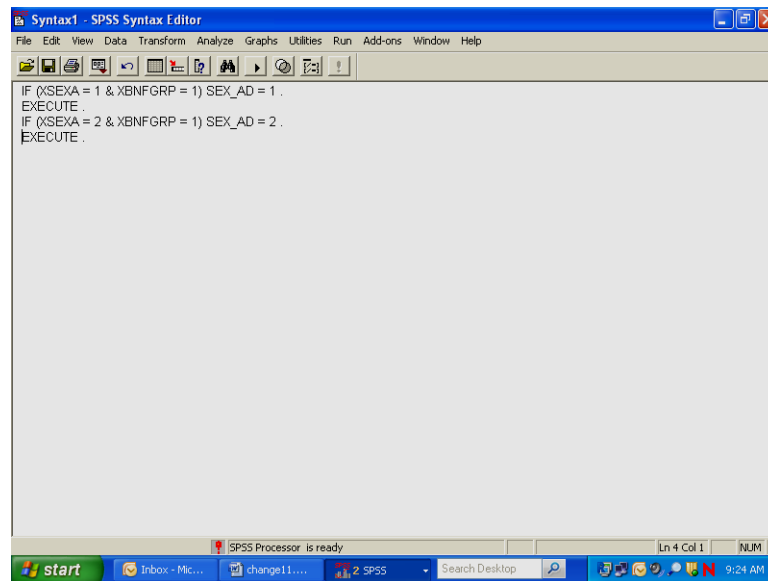 Syntax1 - SPSS Syntax Editor
File Edit View Data Transform Analyze Graphs Utilities Run Add-ons Window Help
IF (XSEXA = 1 & XBNFGRP = 1) SEX_AD = 1 .
EXECUTE .
IF (XSEXA = 2 & XBNFGRP = 1) SEX_AD = 2 .
EXECUTE .
SPSS Processor is ready
Ln 4 Col 1
NUM
start
Inbox - Mic...
change11....
2 SPSS
Search Desktop
9:24 AM